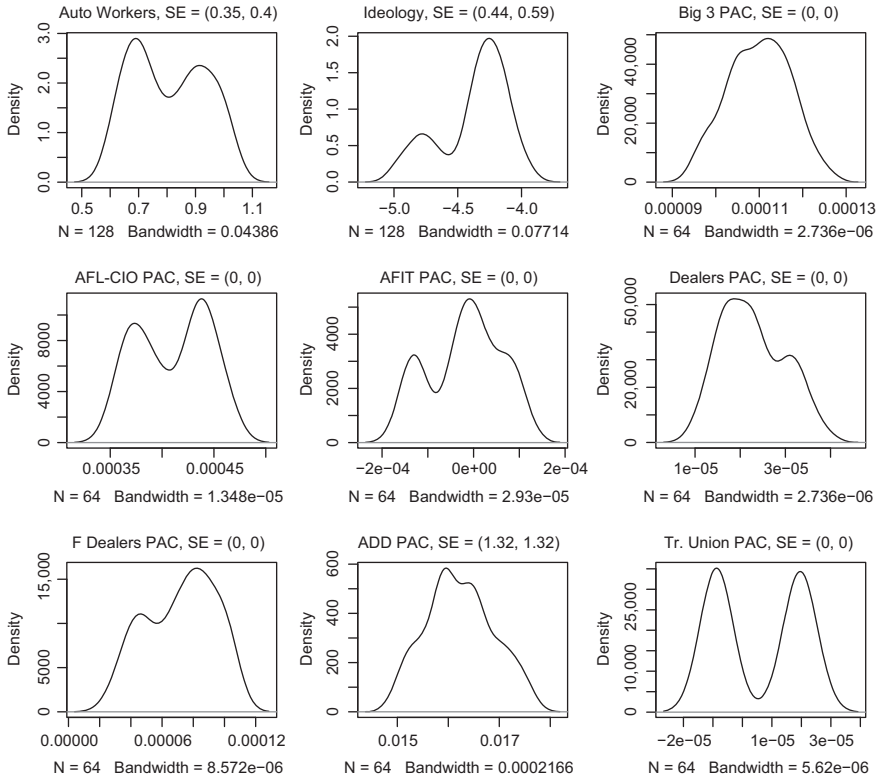 Auto Workers, SE = (0.35, 0.4)
Density
0.0 1.0 2.0 3.0
0.5 0.7 0.9 1.1
N = 128 Bandwidth = 0.04386
Ideology, SE = (0.44, 0.59)
Density
0.0 0.5 1.0 1.5 2.0
−5.0 −4.5 −4.0
N = 128 Bandwidth = 0.07714
Big 3 PAC, SE = (0, 0)
Density
0 20,000 40,000
0.00009 0.00011 0.00013
N = 64 Bandwidth = 2.736e−06
AFL-CIO PAC, SE = (0, 0)
Density
0 4000 8000
0.00035 0.00045
N = 64 Bandwidth = 1.348e−05
AFIT PAC, SE = (0, 0)
Density
0 2000 4000
−2e−04 0e+00 2e−04
N = 64 Bandwidth = 2.93e−05
Dealers PAC, SE = (0, 0)
Density
0 20,000 50,000
1e−05 3e−05
N = 64 Bandwidth = 2.736e−06
F Dealers PAC, SE = (0, 0)
Density
0 5000 15,000
0.00000 0.00006 0.00012
N = 64 Bandwidth = 8.572e−06
ADD PAC, SE = (1.32, 1.32)
Density
0 200 400 600
0.015 0.017
N = 64 Bandwidth = 0.0002166
Tr. Union PAC, SE = (0, 0)
Density
0 10,000 25,000
−2e−05 1e−05 3e−05
N = 64 Bandwidth = 5.62e−06